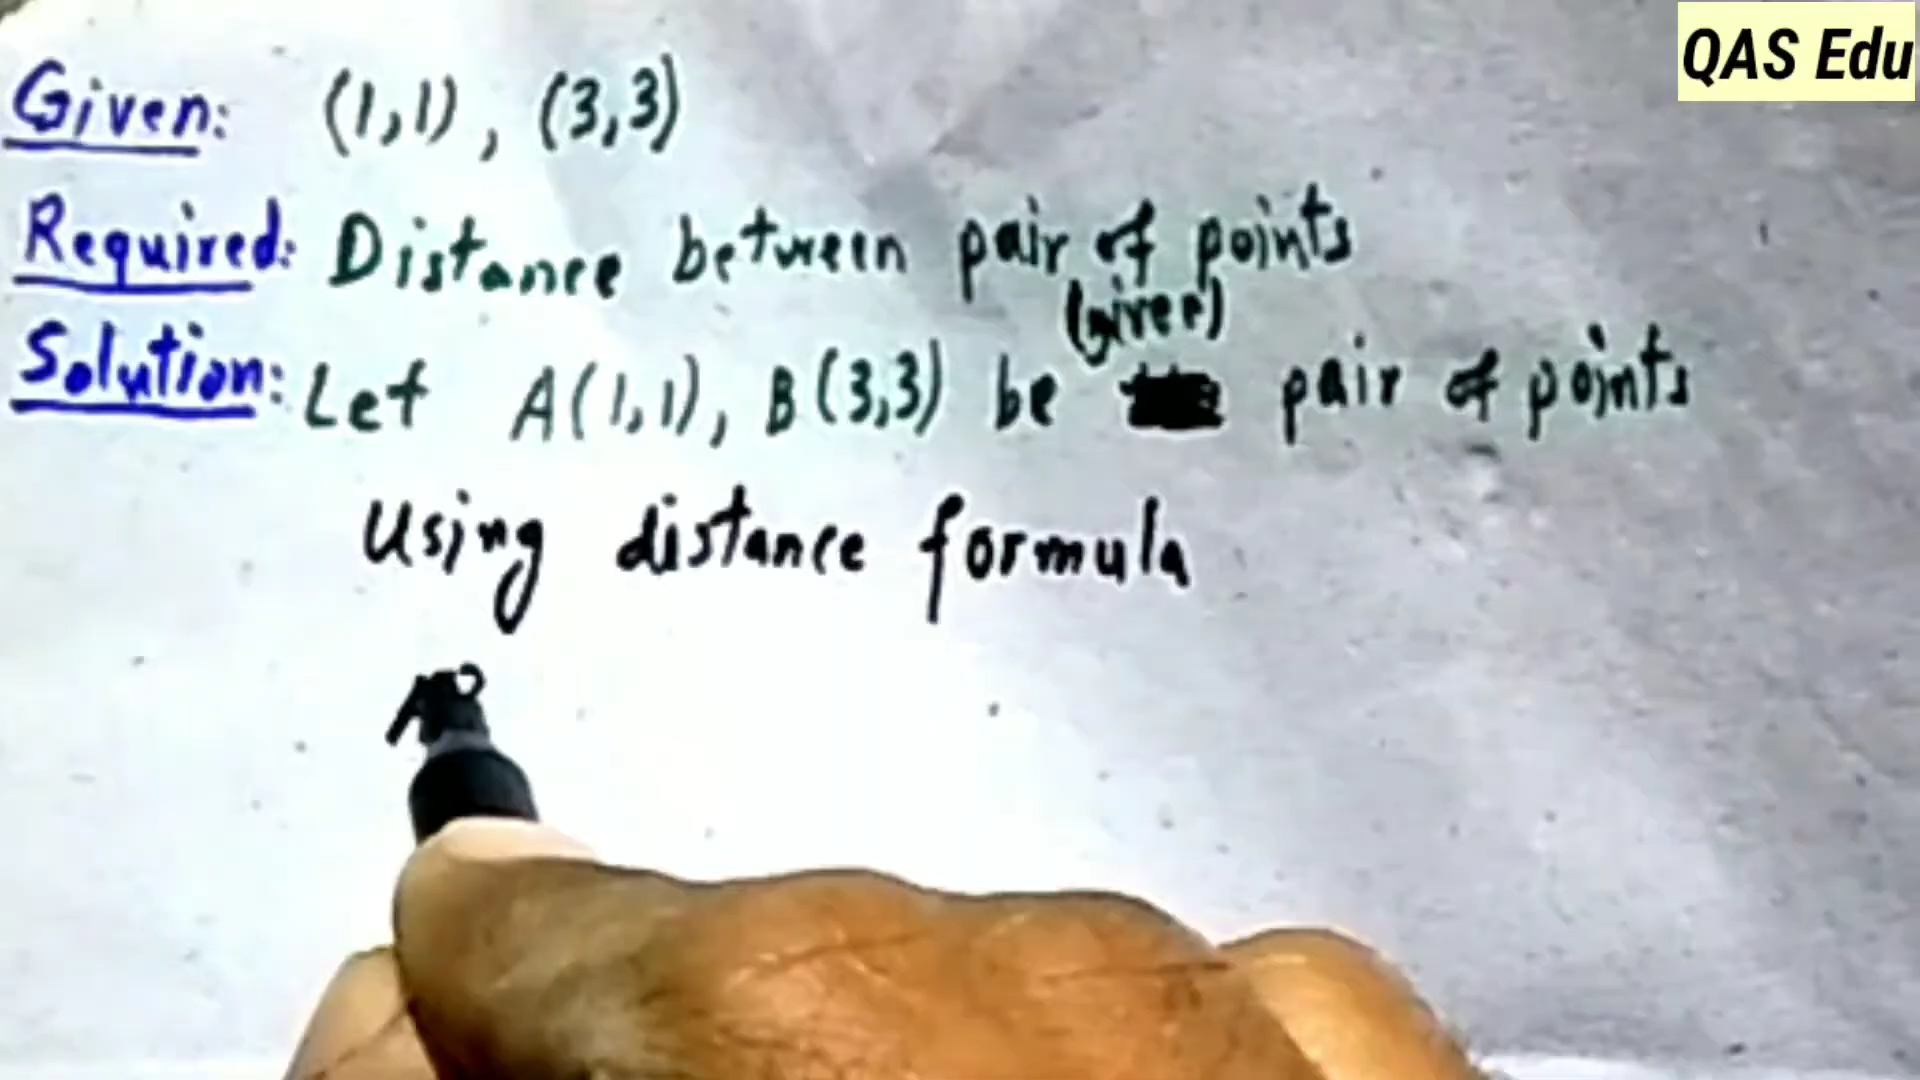 QAS Edu
Given: (1,1), (3,3)
Required: Distance between pair of points
(given)
Solution: Let A(1,1), B(3,3) be pair of points
Using distance formula